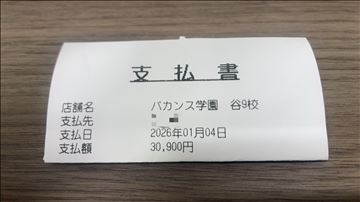 支払書
店舗名 バカンス学園 谷9校
支払先
支払日 2026年01月04日
支払額 30,900円